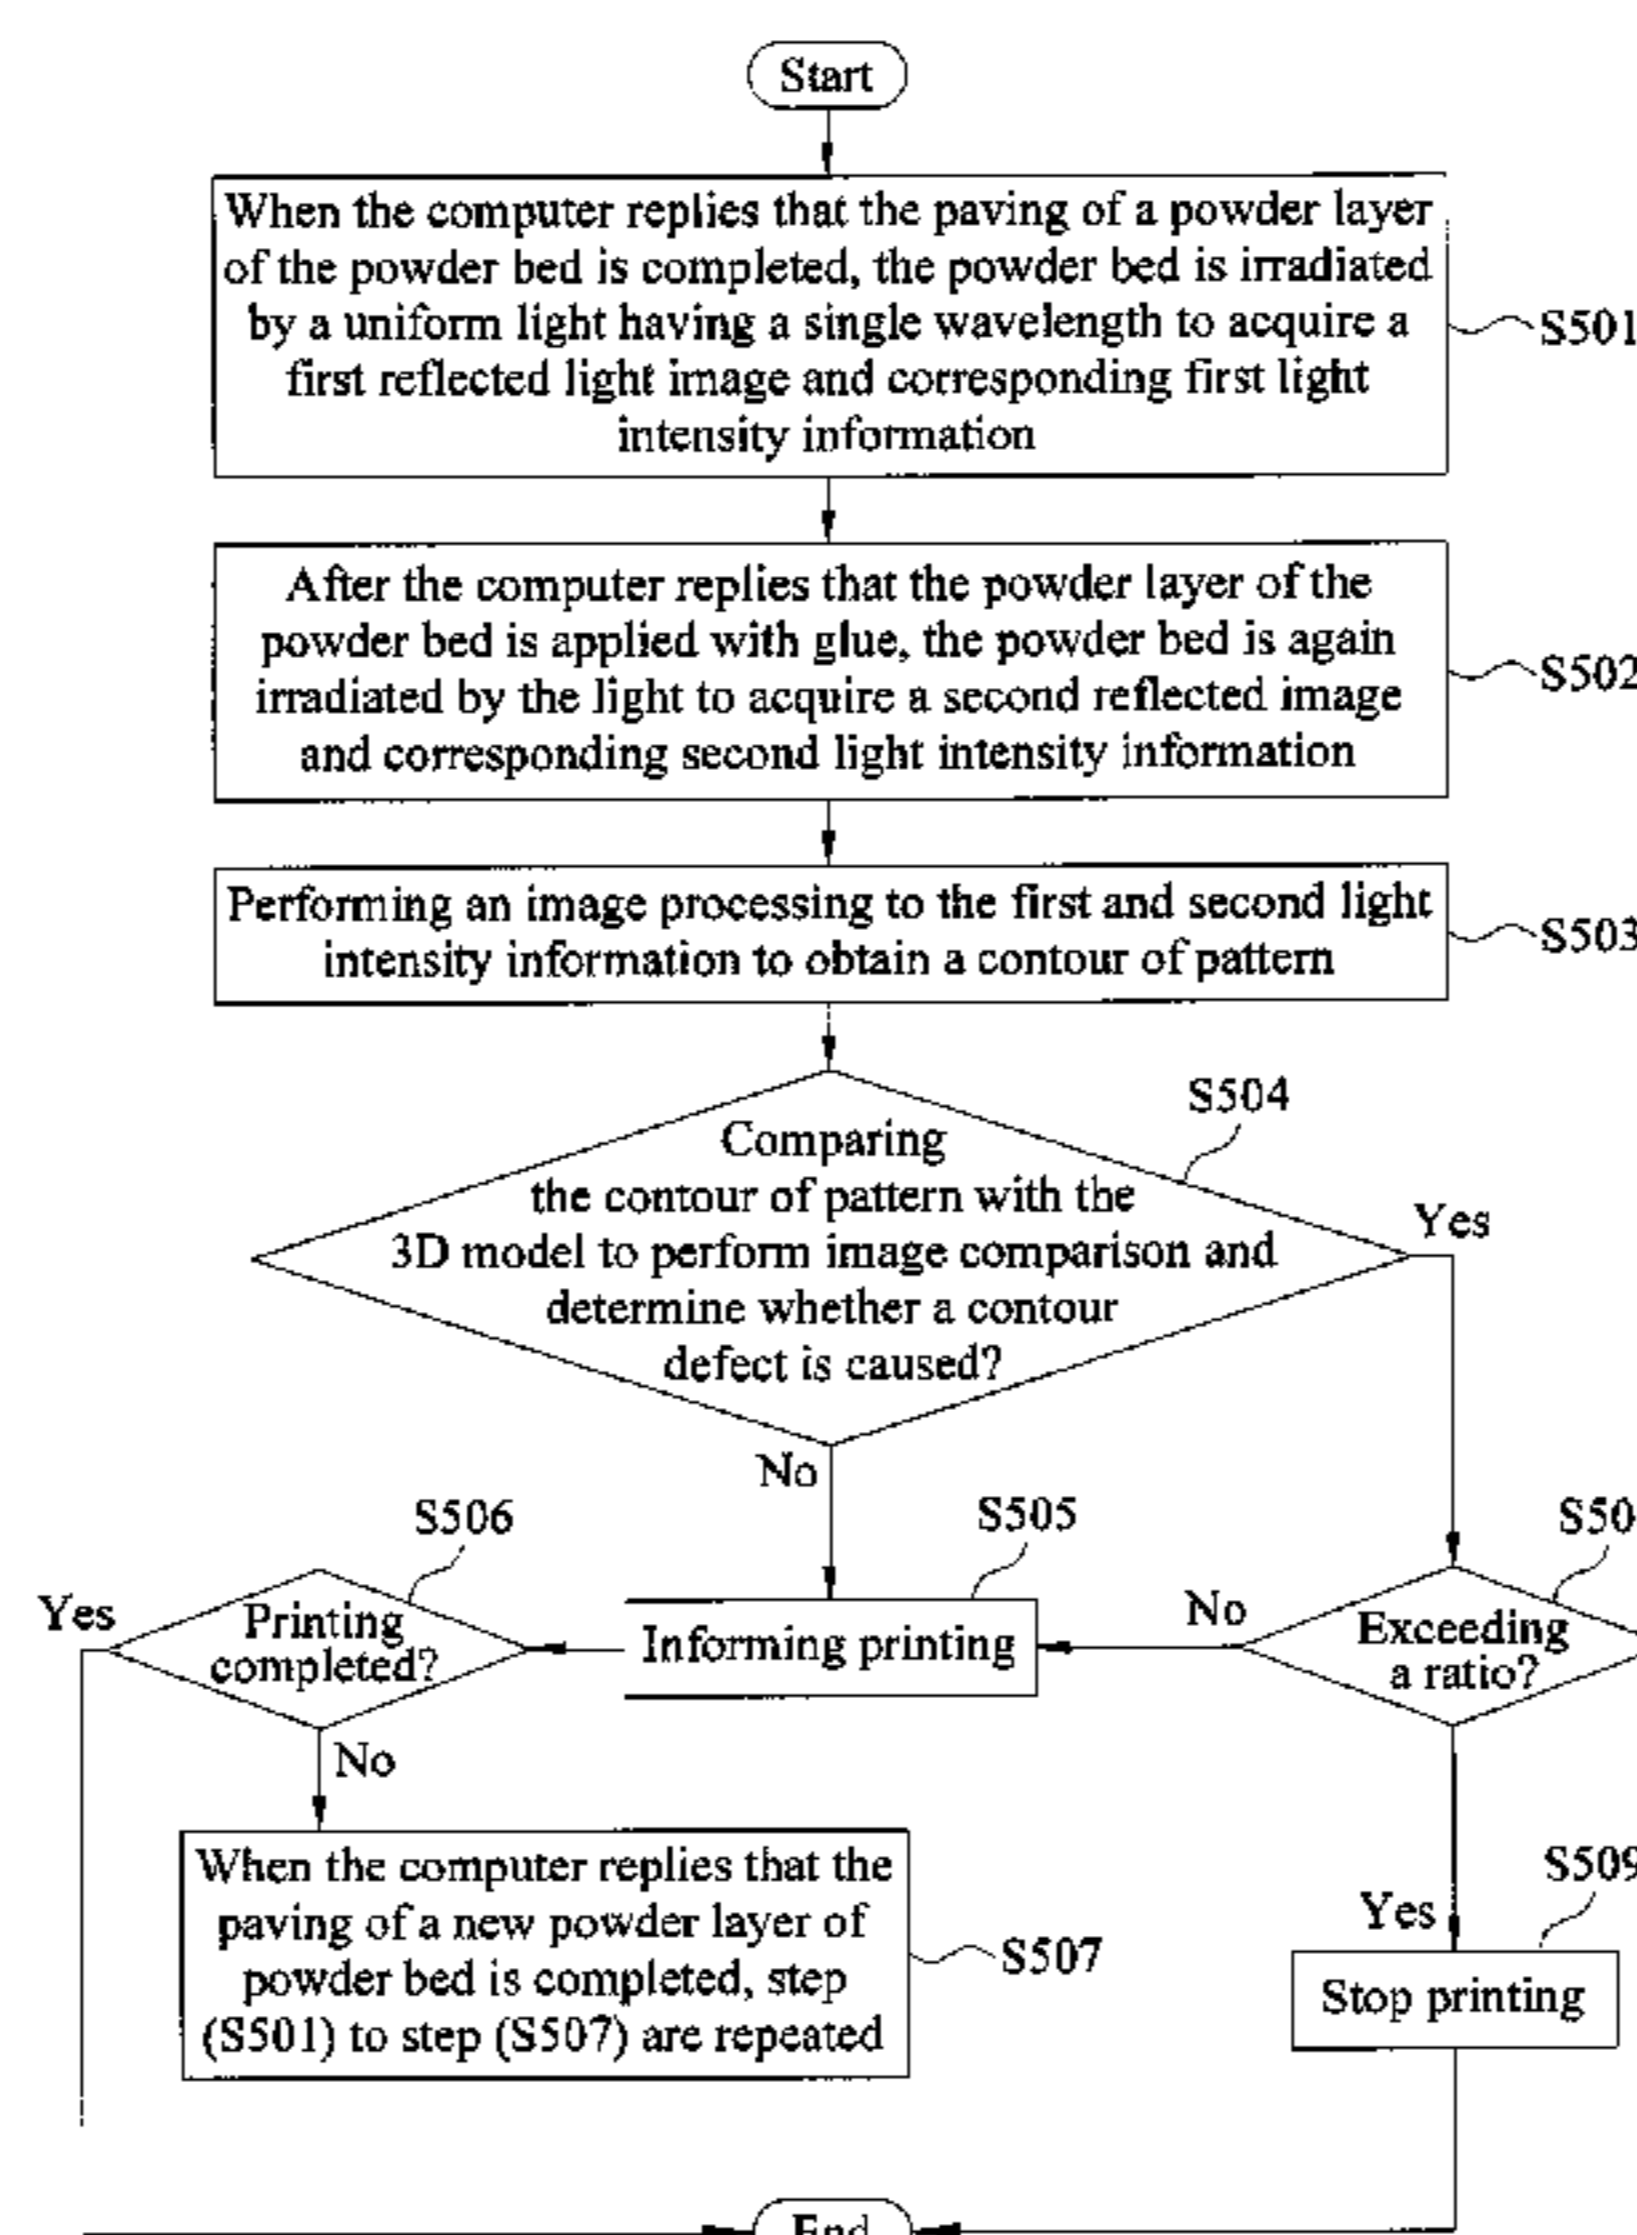 Start
When the computer replies that the paving of a powder layer
of the powder bed is completed, the powder bed is irradiated
by a uniform light having a single wavelength to acquire a
first reflected light image and corresponding first light
intensity information
S501
After the computer replies that the powder layer of the
powder bed is applied with glue, the powder bed is again
irradiated by the light to acquire a second reflected image
and corresponding second light intensity information
S502
Performing an image processing to the first and second light
intensity information to obtain a contour of pattern
S503
S504
Comparing
the contour of pattern with the
3D model to perform image comparison and
determine whether a contour
defect is caused?
Yes
No
S506
S505
S50
Yes
Printing
completed?
Informing printing
No
Exceeding
a ratio?
No
When the computer replies that the
paving of a new powder layer of
powder bed is completed, step
(S501) to step (S507) are repeated
S507
Yes
S509
Stop printing
End